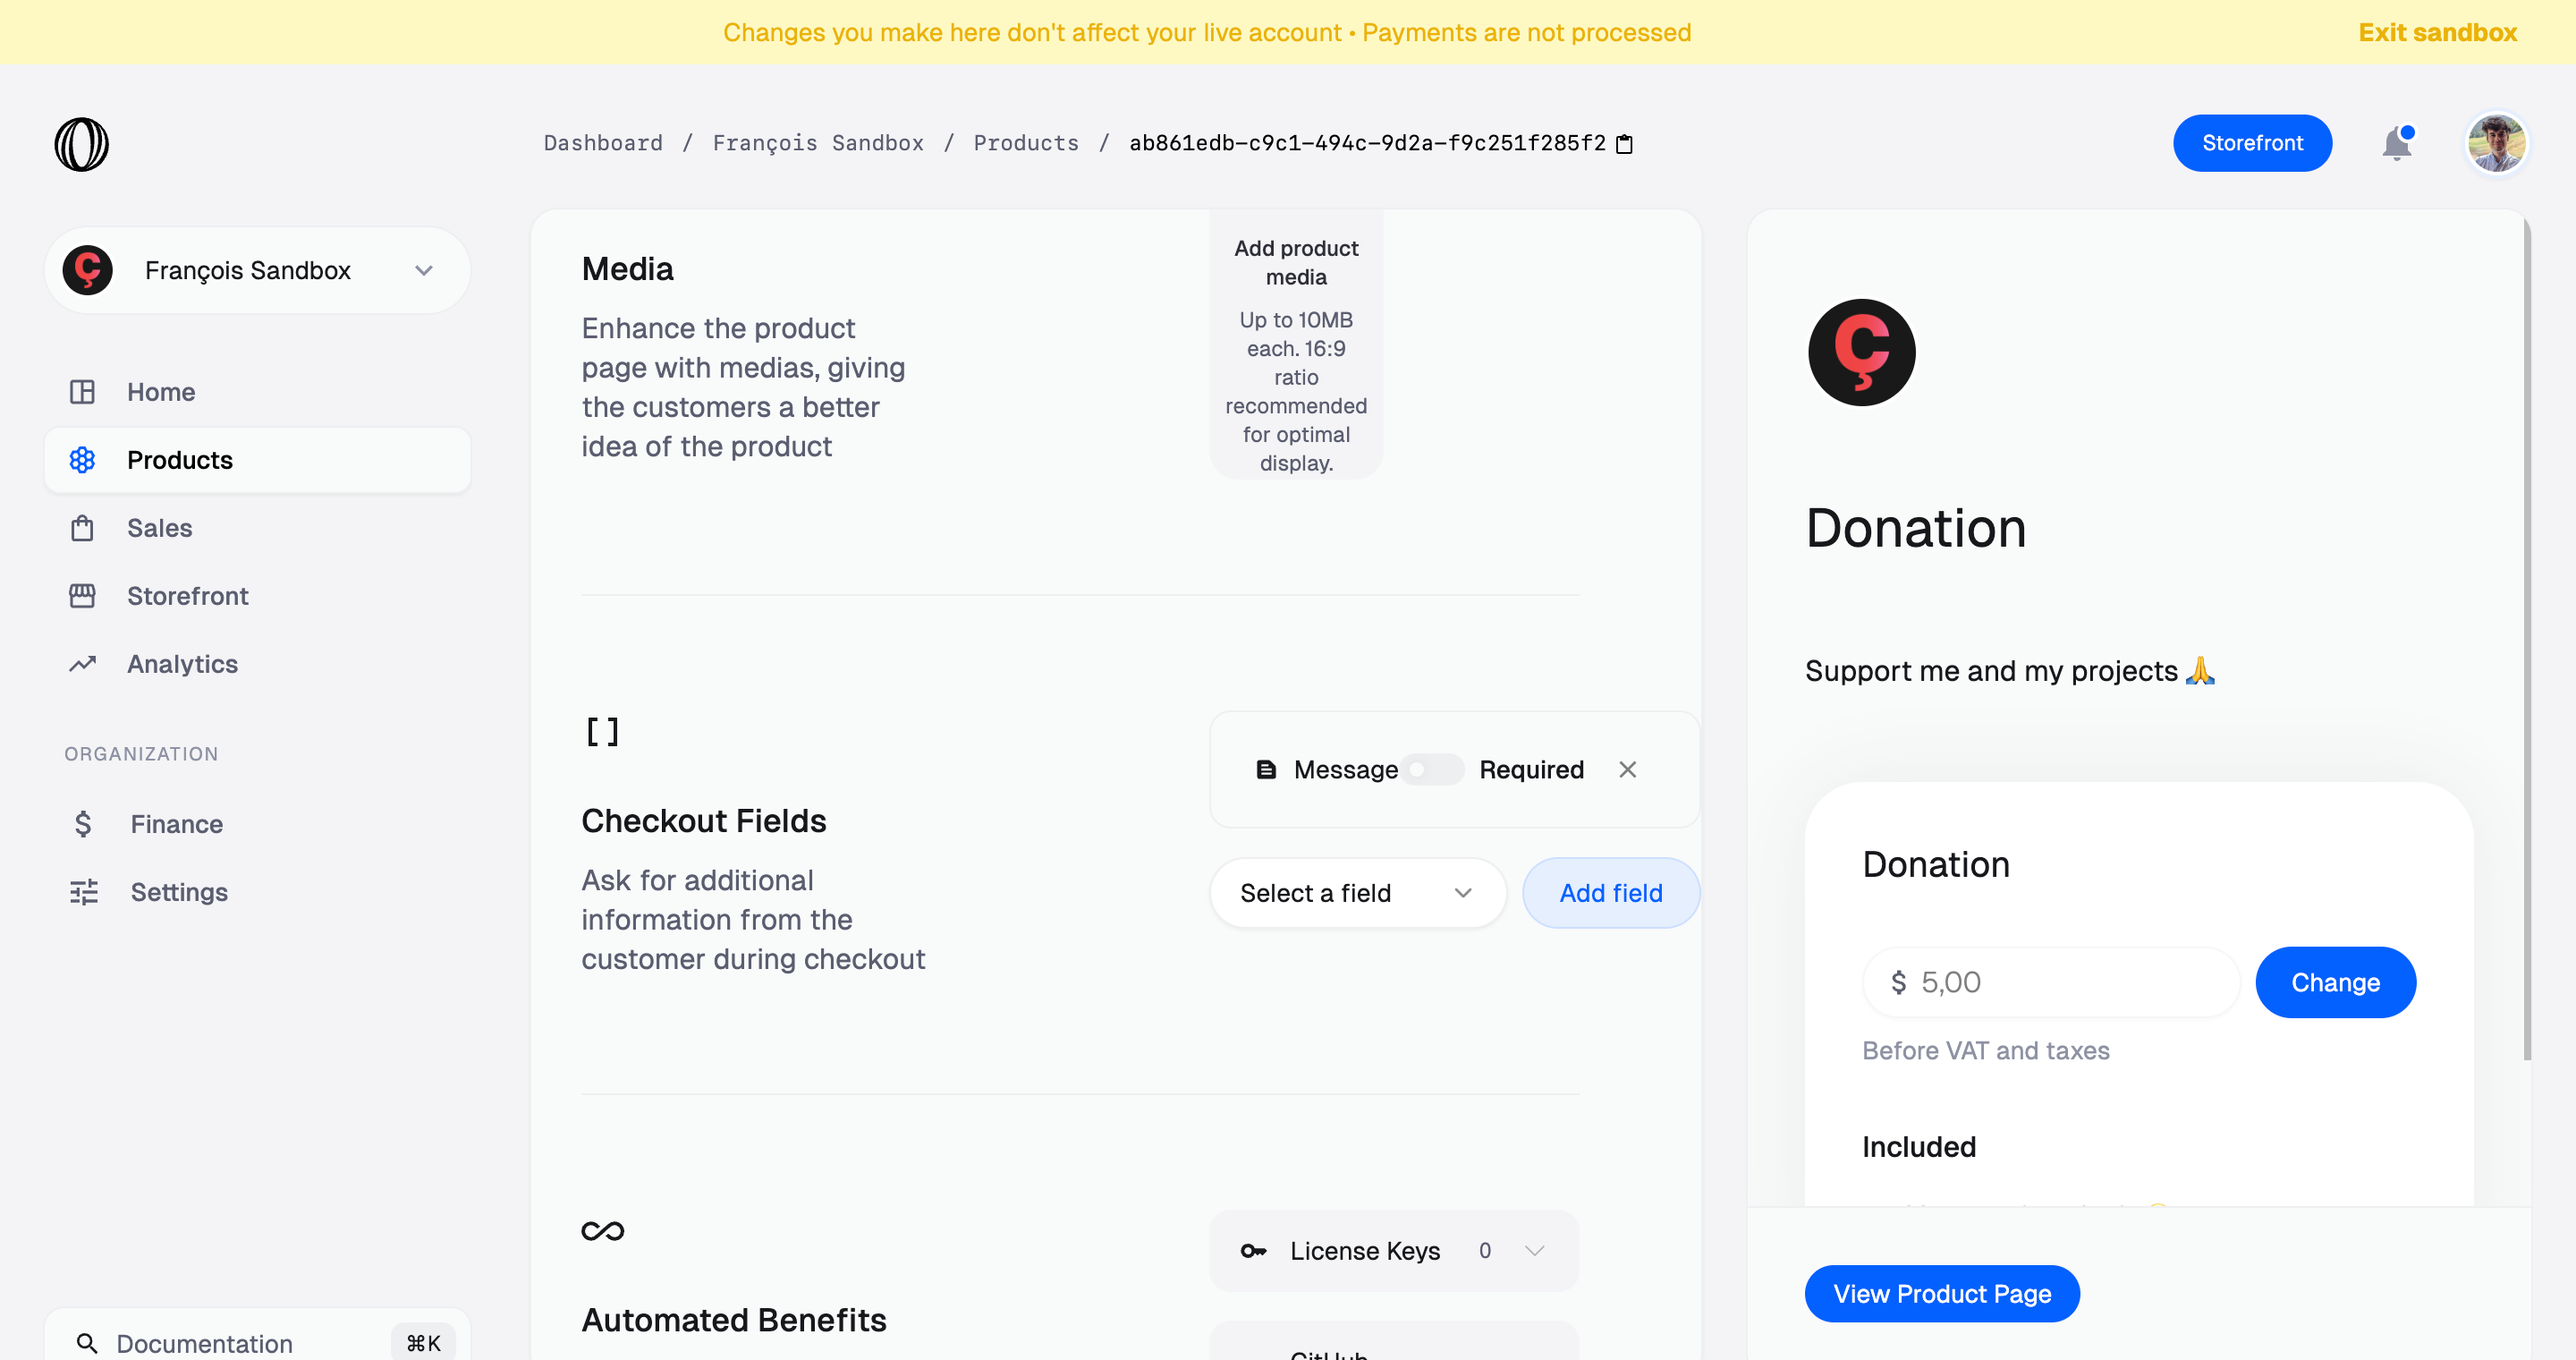 Changes you make here don't affect your live account • Payments are not processed
Exit sandbox
Dashboard / François Sandbox / Products / ab861edb-c9c1-494c-9d2a-f9c251f285f2
Storefront
Ç
François Sandbox
Home
Products
Sales
Storefront
Analytics
ORGANIZATION
Finance
Settings
Documentation
⌘K
Media
Enhance the product
page with medias, giving
the customers a better
idea of the product
Add product
media
Up to 10MB
each. 16:9
ratio
recommended
for optimal
display.
[ ]
Checkout Fields
Ask for additional
information from the
customer during checkout
Message
Required
Select a field
Add field
Automated Benefits
License Keys 0
GitHub
Ç
Donation
Support me and my projects 🙏
Donation
$ 5,00
Change
Before VAT and taxes
Included
View Product Page